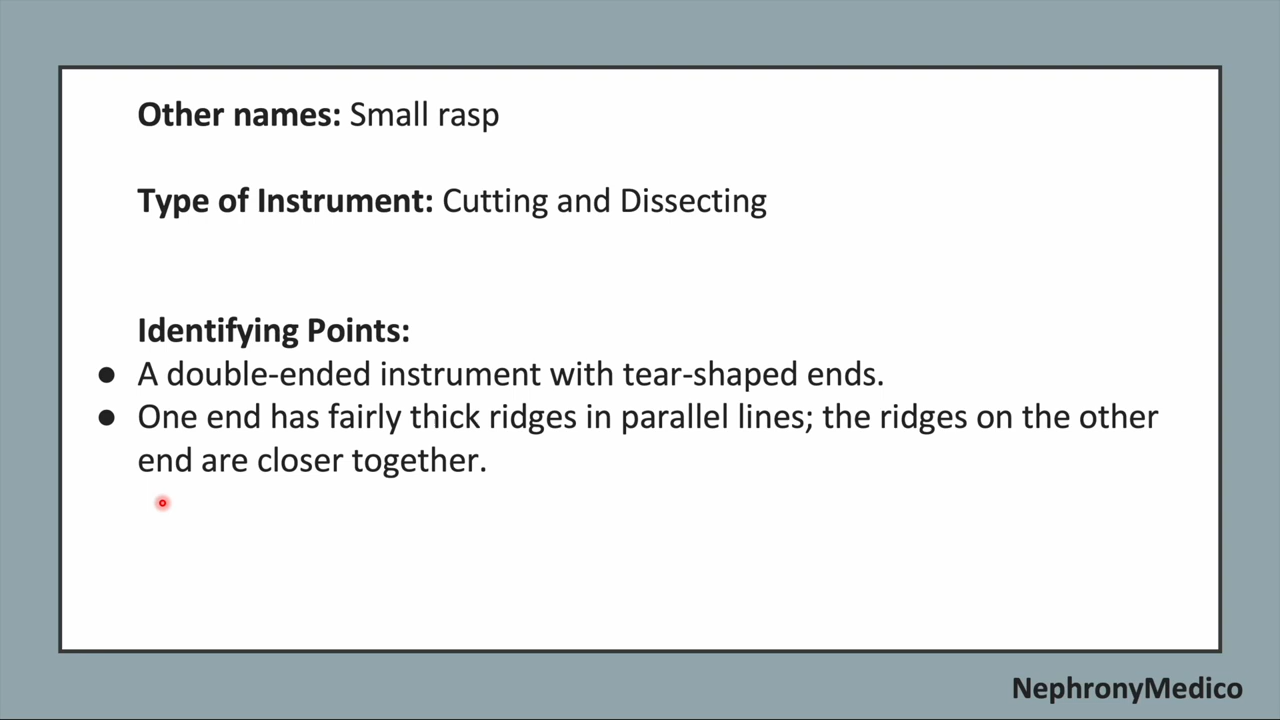 Other names: Small rasp
Type of Instrument: Cutting and Dissecting
Identifying Points:
● A double-ended instrument with tear-shaped ends.
● One end has fairly thick ridges in parallel lines; the ridges on the other
end are closer together.
NephronyMedico